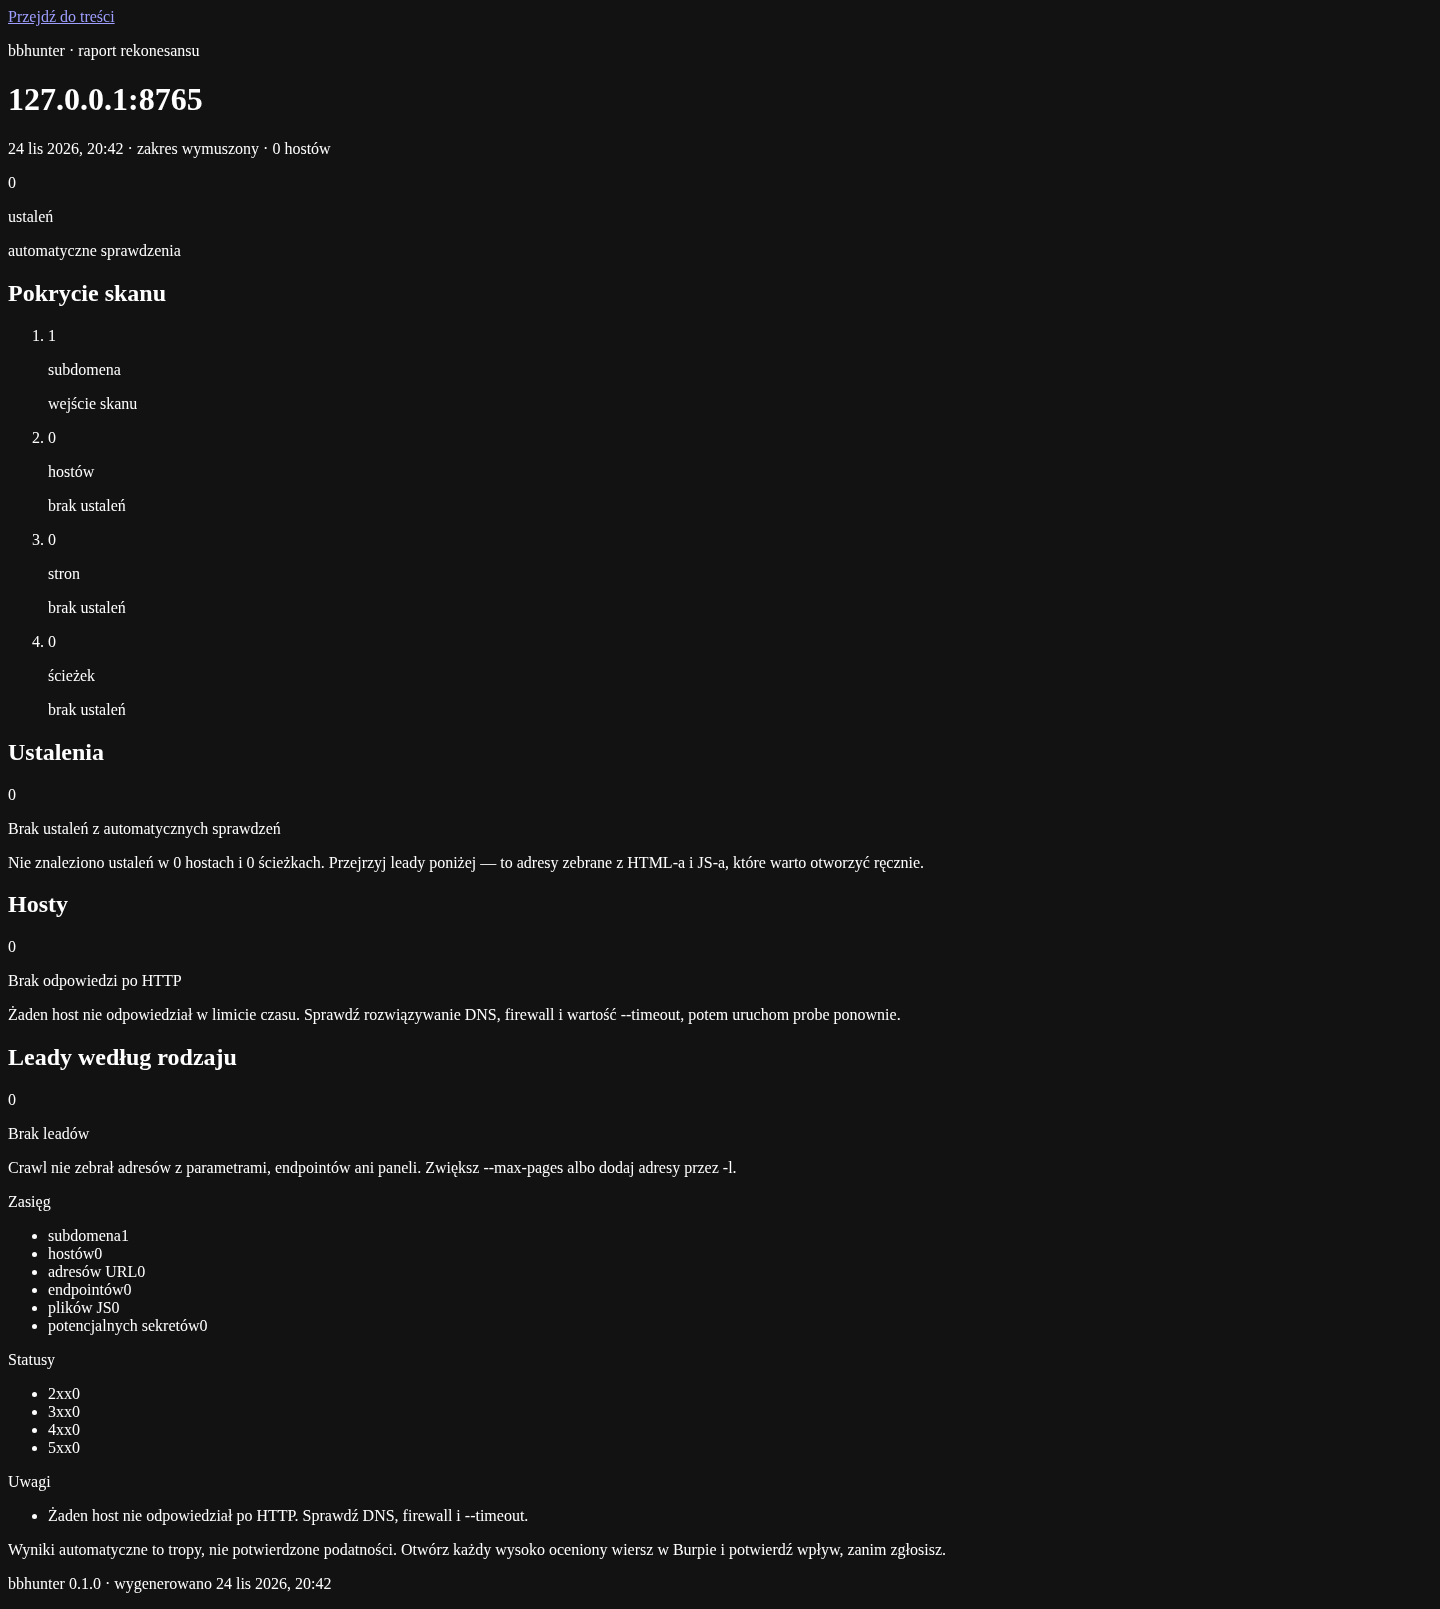 Przejdź do treści
bbhunter · raport rekonesansu
127.0.0.1:8765
24 lis 2026, 20:42 · zakres wymuszony · 0 hostów
0
ustaleń
automatyczne sprawdzenia
Pokrycie skanu
1. 1
subdomena
wejście skanu
2. 0
hostów
brak ustaleń
3. 0
stron
brak ustaleń
4. 0
ścieżek
brak ustaleń
Ustalenia
0
Brak ustaleń z automatycznych sprawdzeń
Nie znaleziono ustaleń w 0 hostach i 0 ścieżkach. Przejrzyj leady poniżej — to adresy zebrane z HTML-a i JS-a, które warto otworzyć ręcznie.
Hosty
0
Brak odpowiedzi po HTTP
Żaden host nie odpowiedział w limicie czasu. Sprawdź rozwiązywanie DNS, firewall i wartość --timeout, potem uruchom probe ponownie.
Leady według rodzaju
0
Brak leadów
Crawl nie zebrał adresów z parametrami, endpointów ani paneli. Zwiększ --max-pages albo dodaj adresy przez -l.
Zasięg
• subdomena1
• hostów0
• adresów URL0
• endpointów0
• plików JS0
• potencjalnych sekretów0
Statusy
• 2xx0
• 3xx0
• 4xx0
• 5xx0
Uwagi
• Żaden host nie odpowiedział po HTTP. Sprawdź DNS, firewall i --timeout.
Wyniki automatyczne to tropy, nie potwierdzone podatności. Otwórz każdy wysoko oceniony wiersz w Burpie i potwierdź wpływ, zanim zgłosisz.
bbhunter 0.1.0 · wygenerowano 24 lis 2026, 20:42